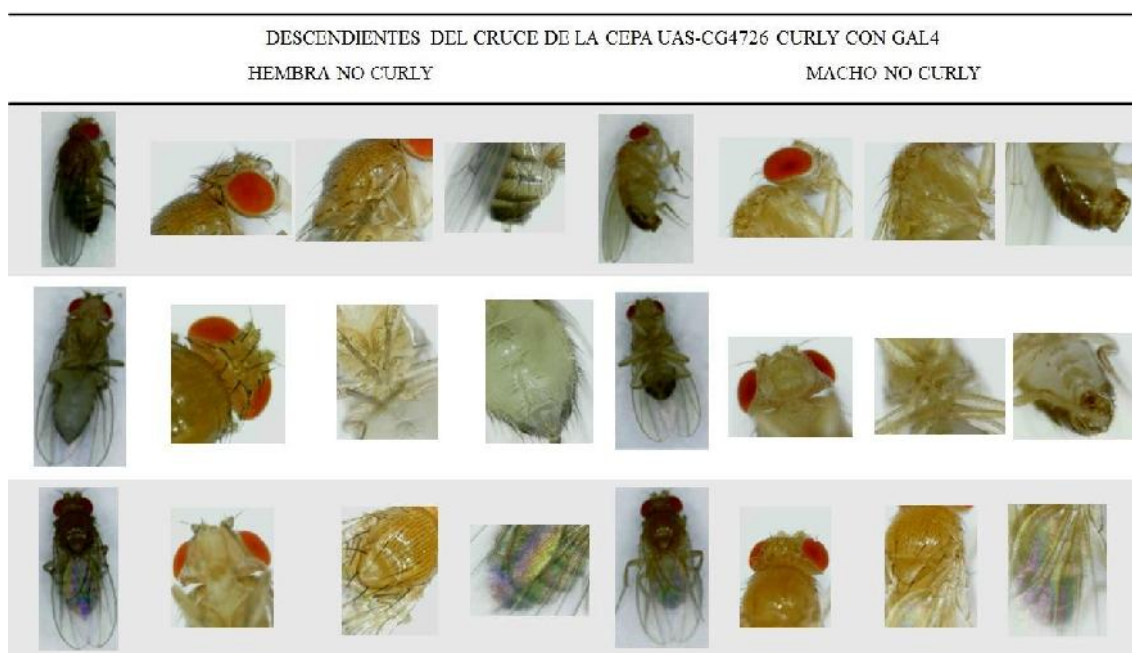 DESCENDIENTES DEL CRUCE DE LA CEPA UAS-CG4726 CURLY CON GAL4
HEMBRA NO CURLY MACHO NO CURLY